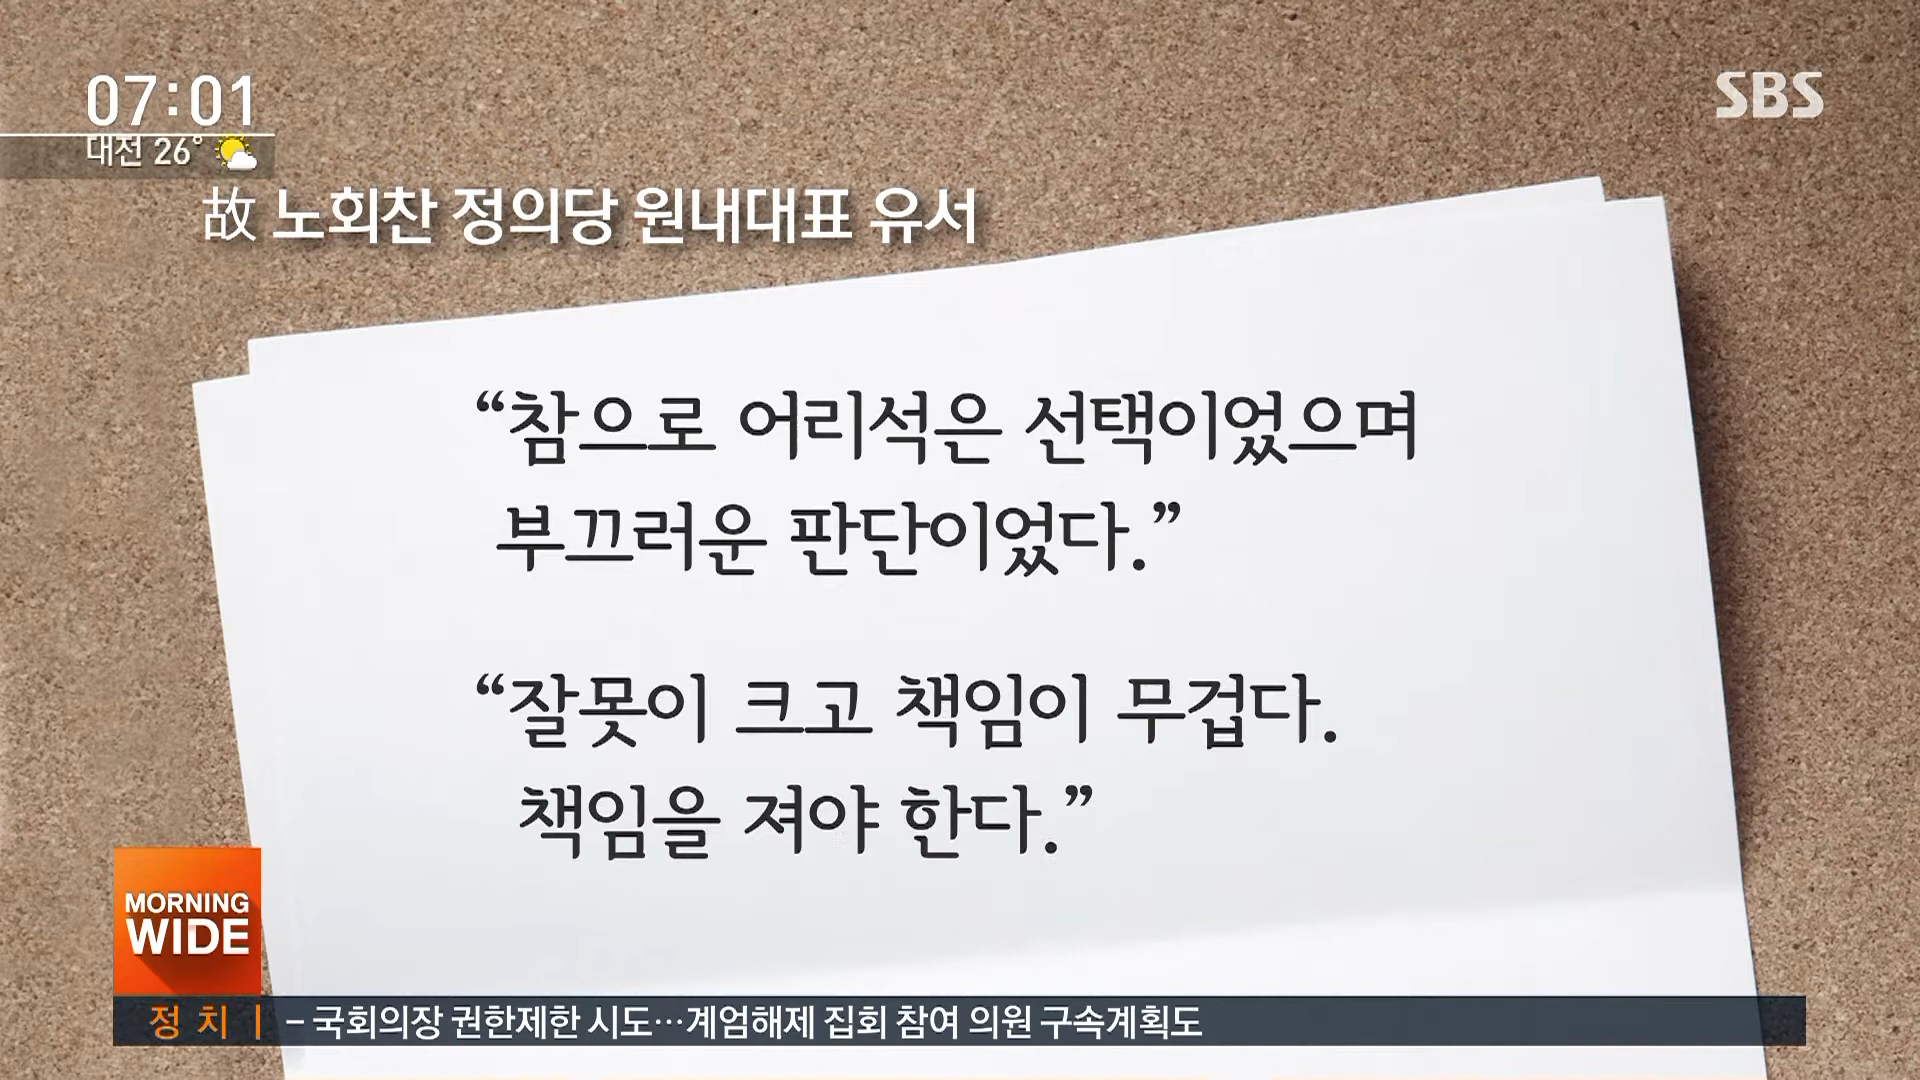 07:01
SBS
대전 26°
故 노회찬 정의당 원내대표 유서
“참으로 어리석은 선택이었으며
부끄러운 판단이었다.”
“잘못이 크고 책임이 무겁다.
책임을 져야 한다.”
MORNING
WIDE
정 치 | - 국회의장 권한제한 시도…계엄해제 집회 참여 의원 구속계획도